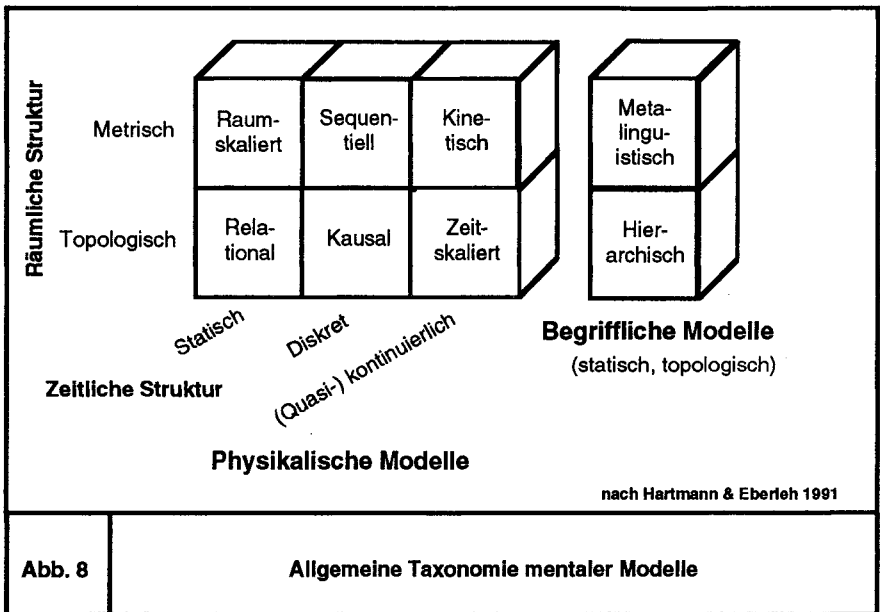 Räumliche Struktur
Metrisch
Raum-
skaliert
Sequen-
tiell
Kine-
tisch
Meta-
lingu-
istisch
Topologisch
Rela-
tional
Kausal
Zeit-
skaliert
Hier-
archisch
Statisch
Diskret
(Quasi-) kontinuierlich
Zeitliche Struktur
Begriffliche Modelle
(statisch, topologisch)
Physikalische Modelle
nach Hartmann & Eberleh 1991
Abb. 8
Allgemeine Taxonomie mentaler Modelle